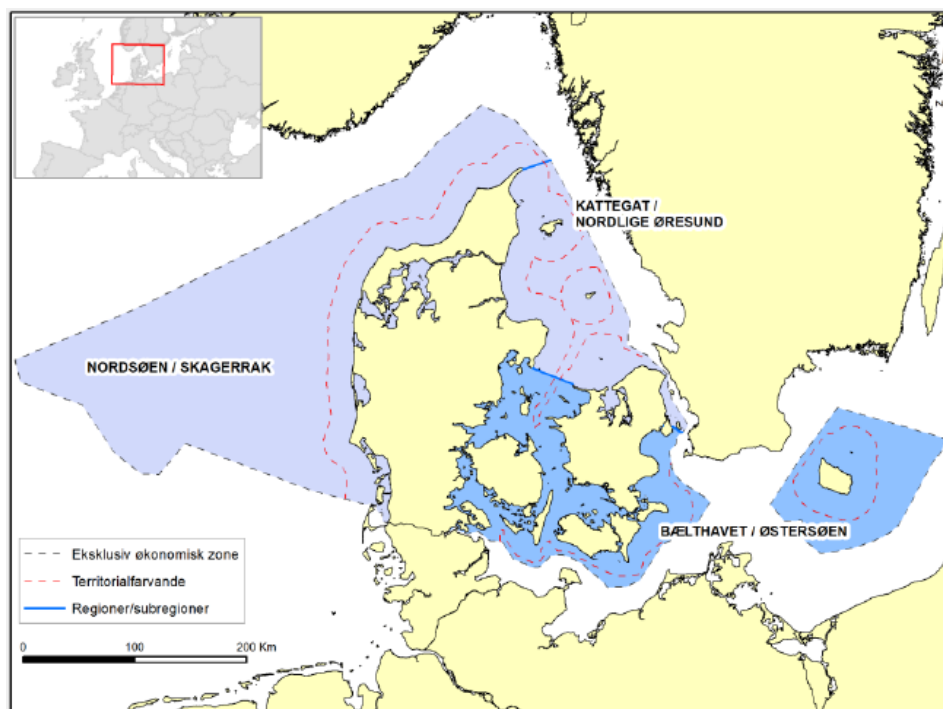 KATTEGAT /
NORDLIGE ØRESUND
NORDSØEN / SKAGERRAK
BÆLTHAVET / ØSTERSØEN
Eksklusiv økonomisk zone
Territorialfarvande
Regioner/subregioner
0 100 200 Km